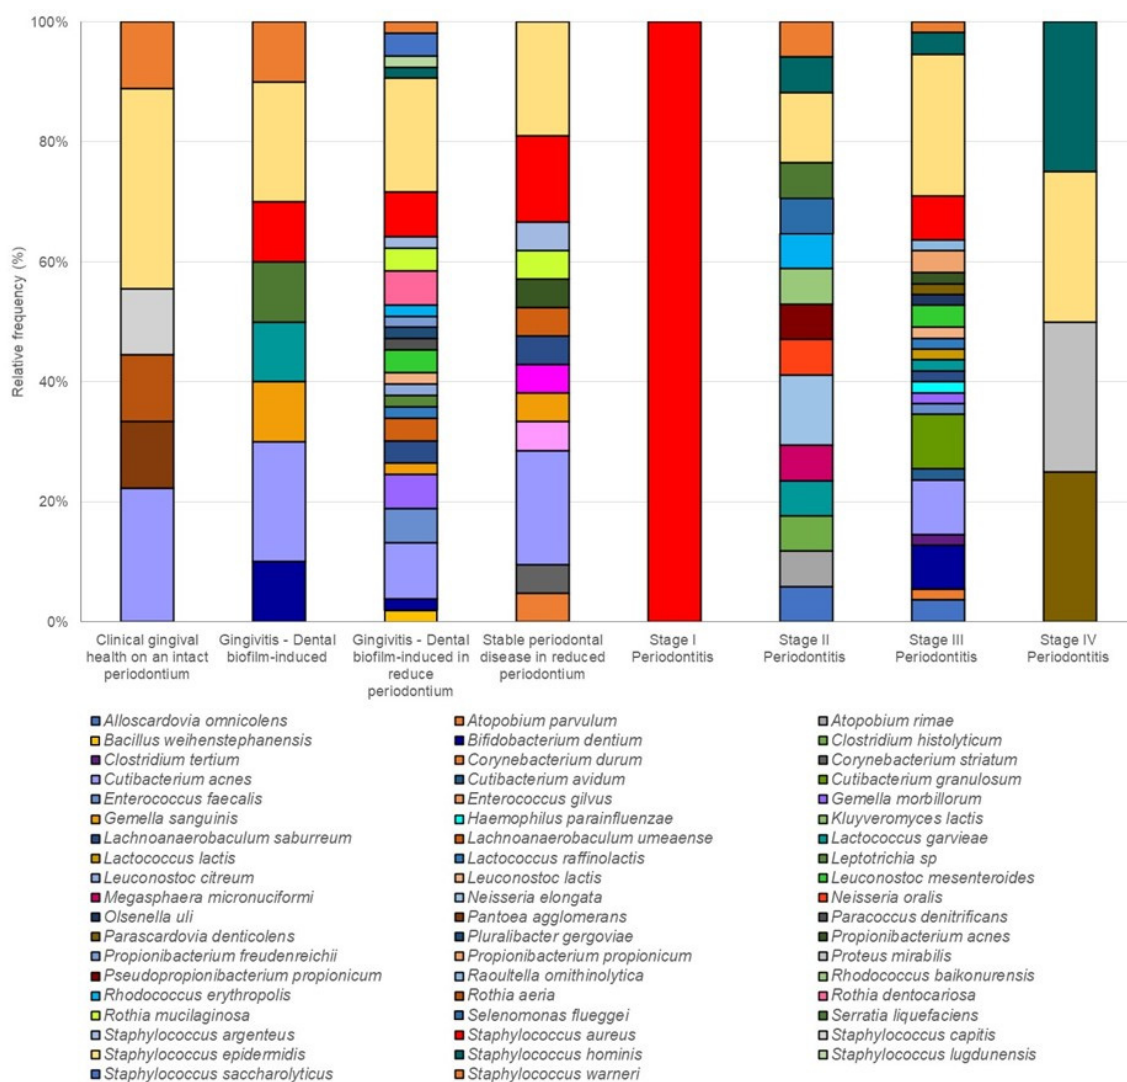 100%
80%
60%
40%
20%
0%
Relative frequency (%)
Clinical gingival
health on an intact
periodontium
Gingivitis - Dental
biofilm-induced
Gingivitis - Dental
biofilm-induced in
reduce
periodontium
Stable periodontal
disease in reduced
periodontium
Stage I
Periodontitis
Stage II
Periodontitis
Stage III
Periodontitis
Stage IV
Periodontitis
Alloscardovia omnicolens Atopobium parvulum Atopobium rimae
Bacillus weihenstephanensis Bifidobacterium dentium Clostridium histolyticum
Clostridium tertium Corynebacterium durum Corynebacterium striatum
Cutibacterium acnes Cutibacterium avidum Cutibacterium granulosum
Enterococcus faecalis Enterococcus gilvus Gemella morbillorum
Gemella sanguinis Haemophilus parainfluenzae Kluyveromyces lactis
Lachnoanaerobaculum saburreum Lachnoanaerobaculum umeaense Lactococcus garvieae
Lactococcus lactis Lactococcus raffinolactis Leptotrichia sp
Leuconostoc citreum Leuconostoc lactis Leuconostoc mesenteroides
Megasphaera micronuciformi Neisseria elongata Neisseria oralis
Olsenella uli Pantoea agglomerans Paracoccus denitrificans
Parascardovia denticolens Pluralibacter gergoviae Propionibacterium acnes
Propionibacterium freudenreichii Propionibacterium propionicum Proteus mirabilis
Pseudopropionibacterium propionicum Raoultella ornithinolytica Rhodococcus baikonurensis
Rhodococcus erythropolis Rothia aeria Rothia dentocariosa
Rothia mucilaginosa Selenomonas flueggei Serratia liquefaciens
Staphylococcus argenteus Staphylococcus aureus Staphylococcus capitis
Staphylococcus epidermidis Staphylococcus hominis Staphylococcus lugdunensis
Staphylococcus saccharolyticus Staphylococcus warneri